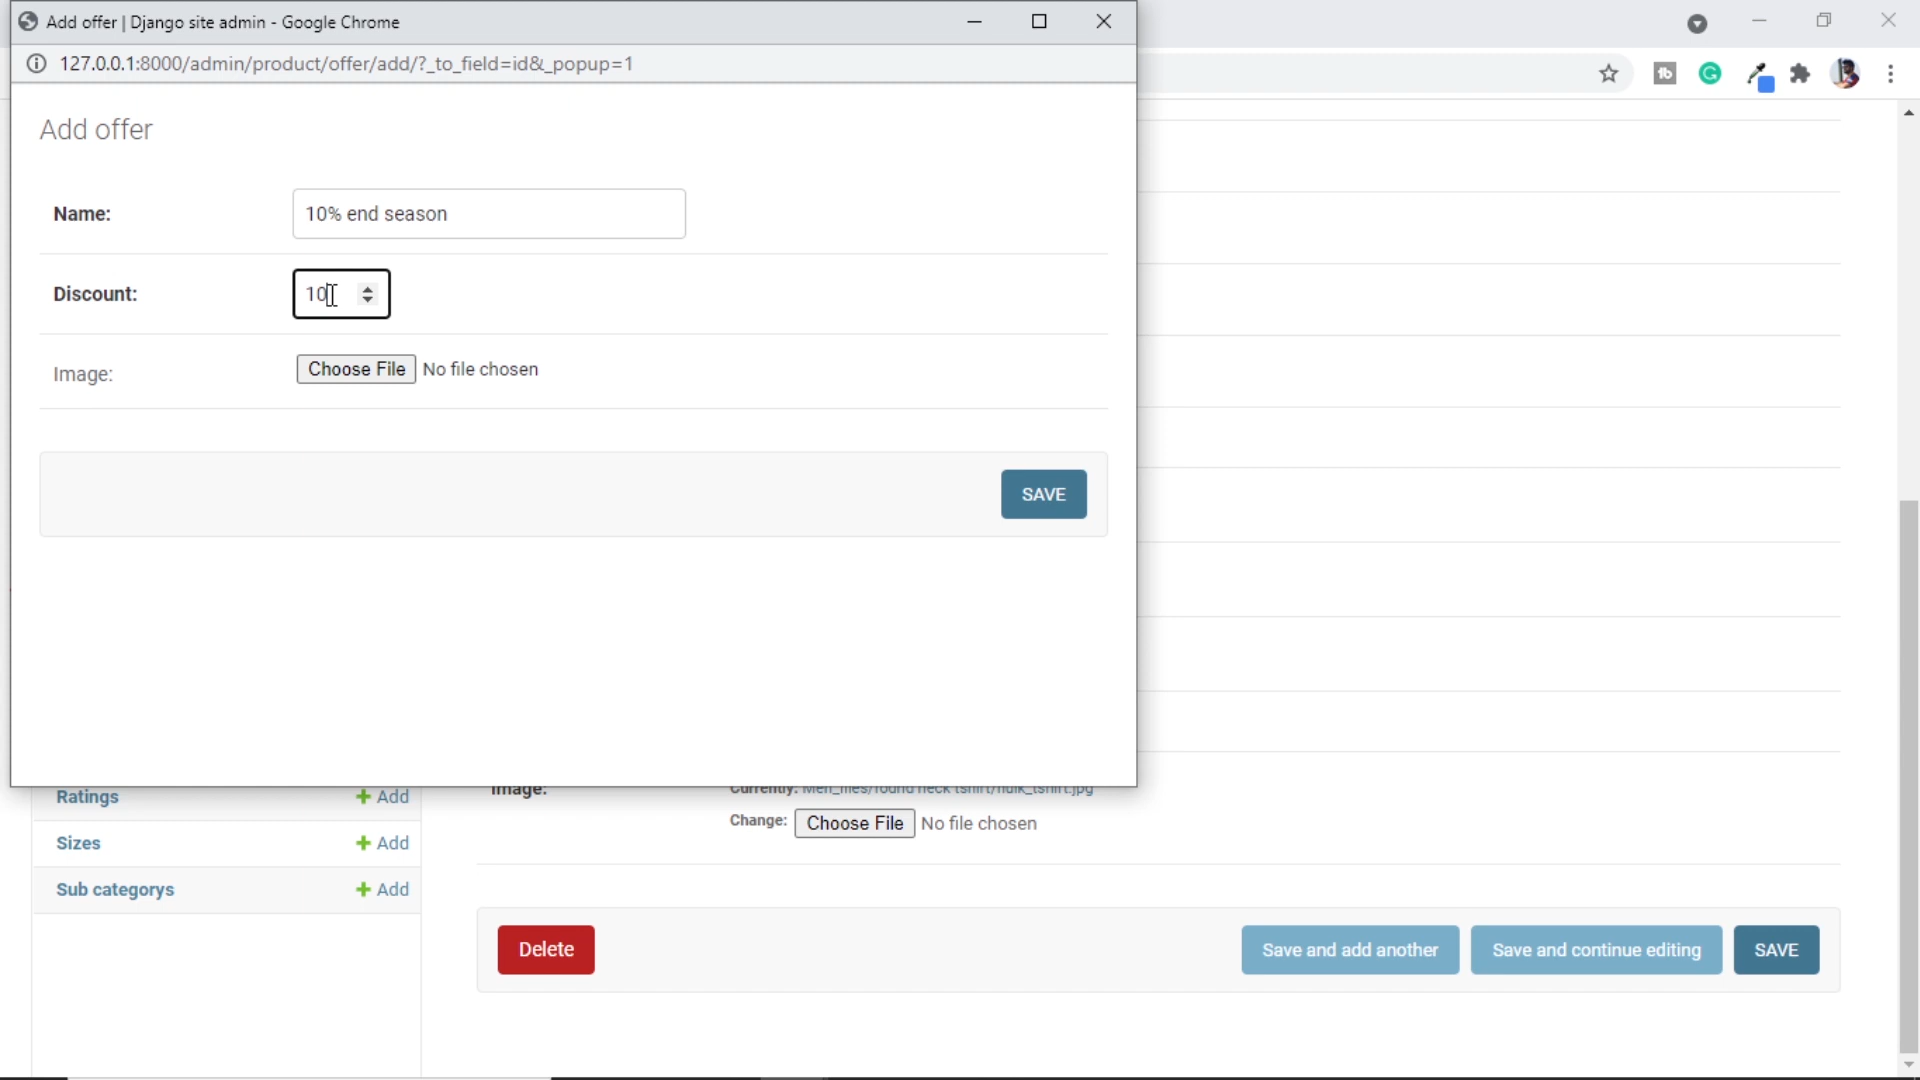 Add offer | Django site admin - Google Chrome
127.0.0.1:8000/admin/product/offer/add/?_to_field=id&_popup=1
Add offer
Name: 10% end season
Discount: 10
Image: Choose File No file chosen
SAVE
Ratings + Add
Image: Currently: Men_files/round neck tshirt/hulk_tshirt.jpg
Change: Choose File No file chosen
Sizes + Add
Sub categorys + Add
Delete Save and add another Save and continue editing SAVE